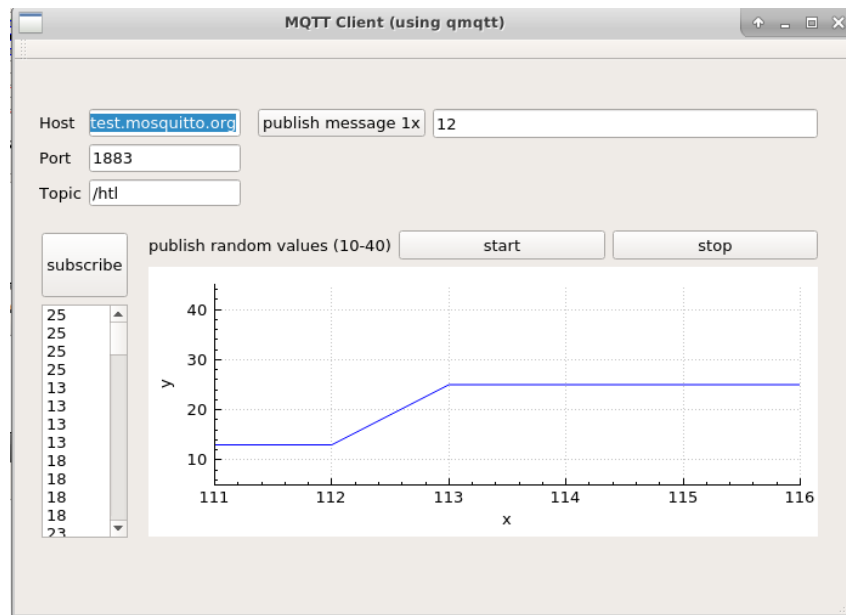 MQTT Client (using qmqtt)
Host test.mosquitto.org publish message 1x 12
Port 1883
Topic /htl
subscribe publish random values (10-40) start stop
25
25
25
25
13
13
13
13
18
18
18
18
23
40
30
20
10
y
111 112 113 114 115 116
x